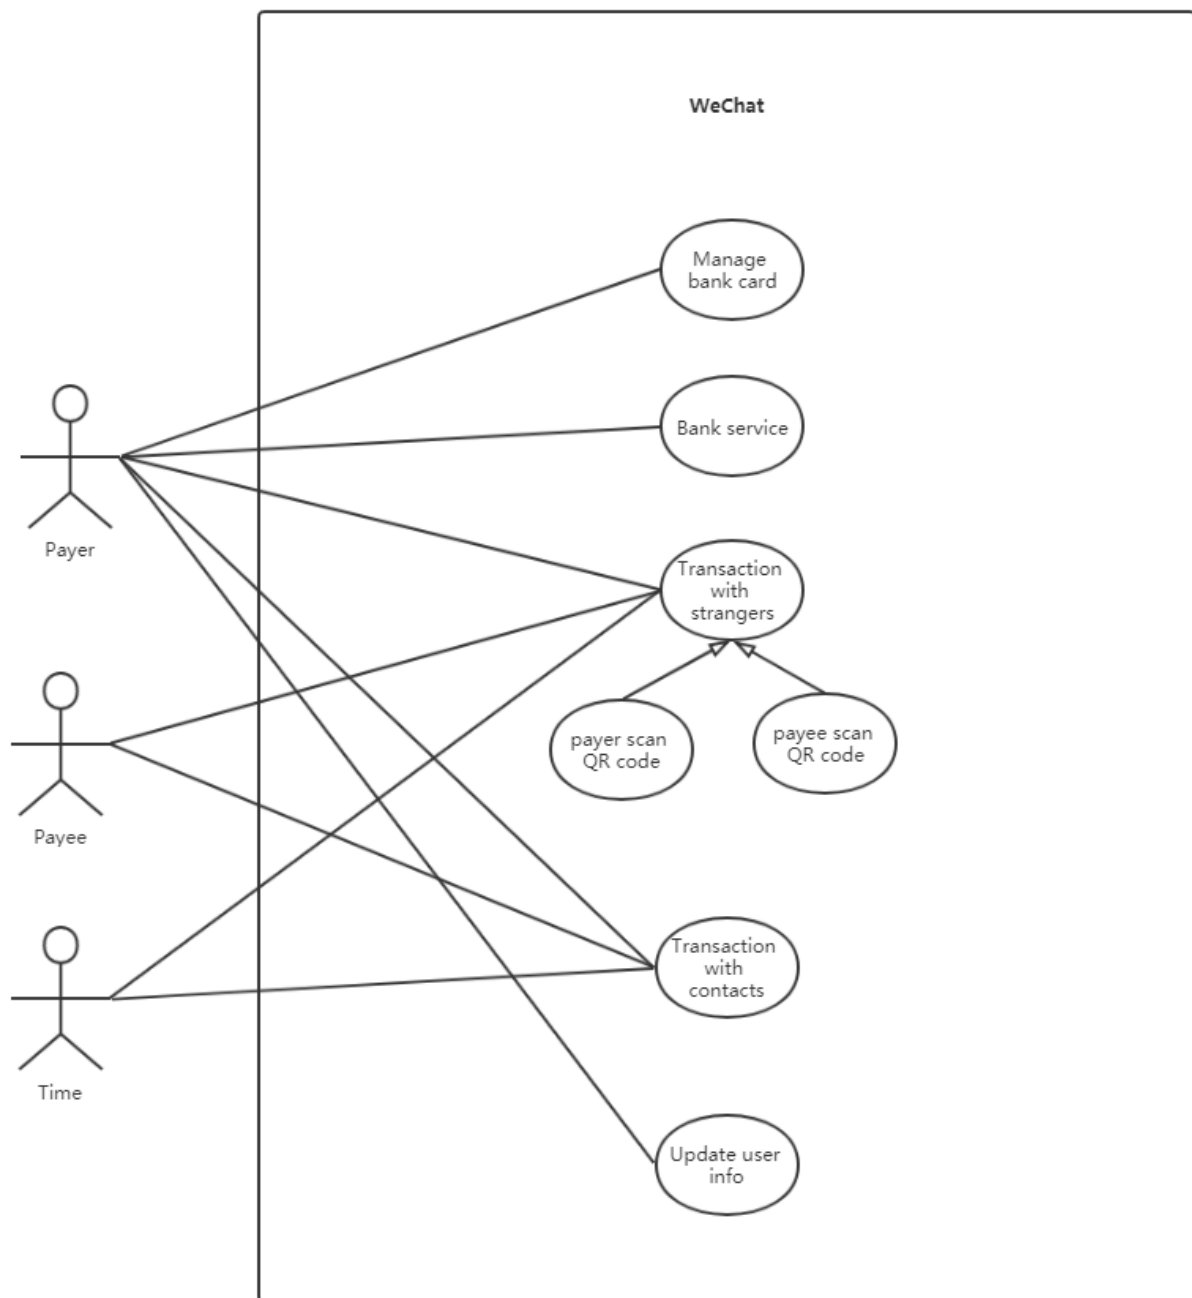 WeChat
Manage
bank card
Bank service
Payer
Transaction
with
strangers
payer scan
QR code
payee scan
QR code
Payee
Transaction
with
contacts
Time
Update user
info